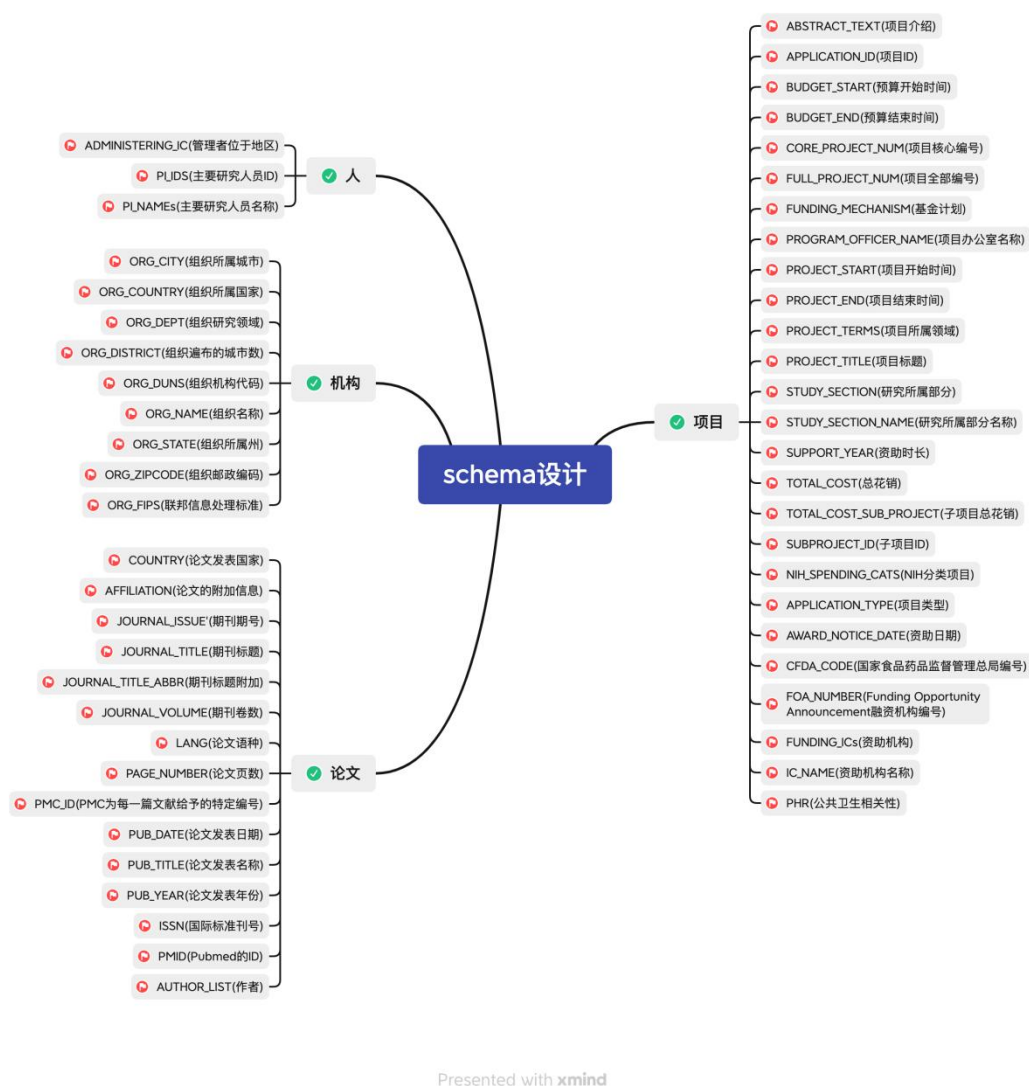 schema设计
人
ADMINISTERING_IC(管理者位于地区)
PI_IDS(主要研究人员ID)
PI_NAMEs(主要研究人员名称)
机构
ORG_CITY(组织所属城市)
ORG_COUNTRY(组织所属国家)
ORG_DEPT(组织研究领域)
ORG_DISTRICT(组织遍布的城市数)
ORG_DUNS(组织机构代码)
ORG_NAME(组织名称)
ORG_STATE(组织所属州)
ORG_ZIPCODE(组织邮政编码)
ORG_FIPS(联邦信息处理标准)
论文
COUNTRY(论文发表国家)
AFFILIATION(论文的附加信息)
JOURNAL_ISSUE'(期刊期号)
JOURNAL_TITLE(期刊标题)
JOURNAL_TITLE_ABBR(期刊标题附加)
JOURNAL_VOLUME(期刊卷数)
LANG(论文语种)
PAGE_NUMBER(论文页数)
PMC_ID(PMC为每一篇文献给予的特定编号)
PUB_DATE(论文发表日期)
PUB_TITLE(论文发表名称)
PUB_YEAR(论文发表年份)
ISSN(国际标准刊号)
PMID(Pubmed的ID)
AUTHOR_LIST(作者)
项目
ABSTRACT_TEXT(项目介绍)
APPLICATION_ID(项目ID)
BUDGET_START(预算开始时间)
BUDGET_END(预算结束时间)
CORE_PROJECT_NUM(项目核心编号)
FULL_PROJECT_NUM(项目全部编号)
FUNDING_MECHANISM(基金计划)
PROGRAM_OFFICER_NAME(项目办公室名称)
PROJECT_START(项目开始时间)
PROJECT_END(项目结束时间)
PROJECT_TERMS(项目所属领域)
PROJECT_TITLE(项目标题)
STUDY_SECTION(研究所属部分)
STUDY_SECTION_NAME(研究所属部分名称)
SUPPORT_YEAR(资助时长)
TOTAL_COST(总花销)
TOTAL_COST_SUB_PROJECT(子项目总花销)
SUBPROJECT_ID(子项目ID)
NIH_SPENDING_CATS(NIH分类项目)
APPLICATION_TYPE(项目类型)
AWARD_NOTICE_DATE(资助日期)
CFDA_CODE(国家食品药品监督管理总局编号)
FOA_NUMBER(Funding Opportunity
Announcement融资机构编号)
FUNDING_ICs(资助机构)
IC_NAME(资助机构名称)
PHR(公共卫生相关性)
Presented with xmind